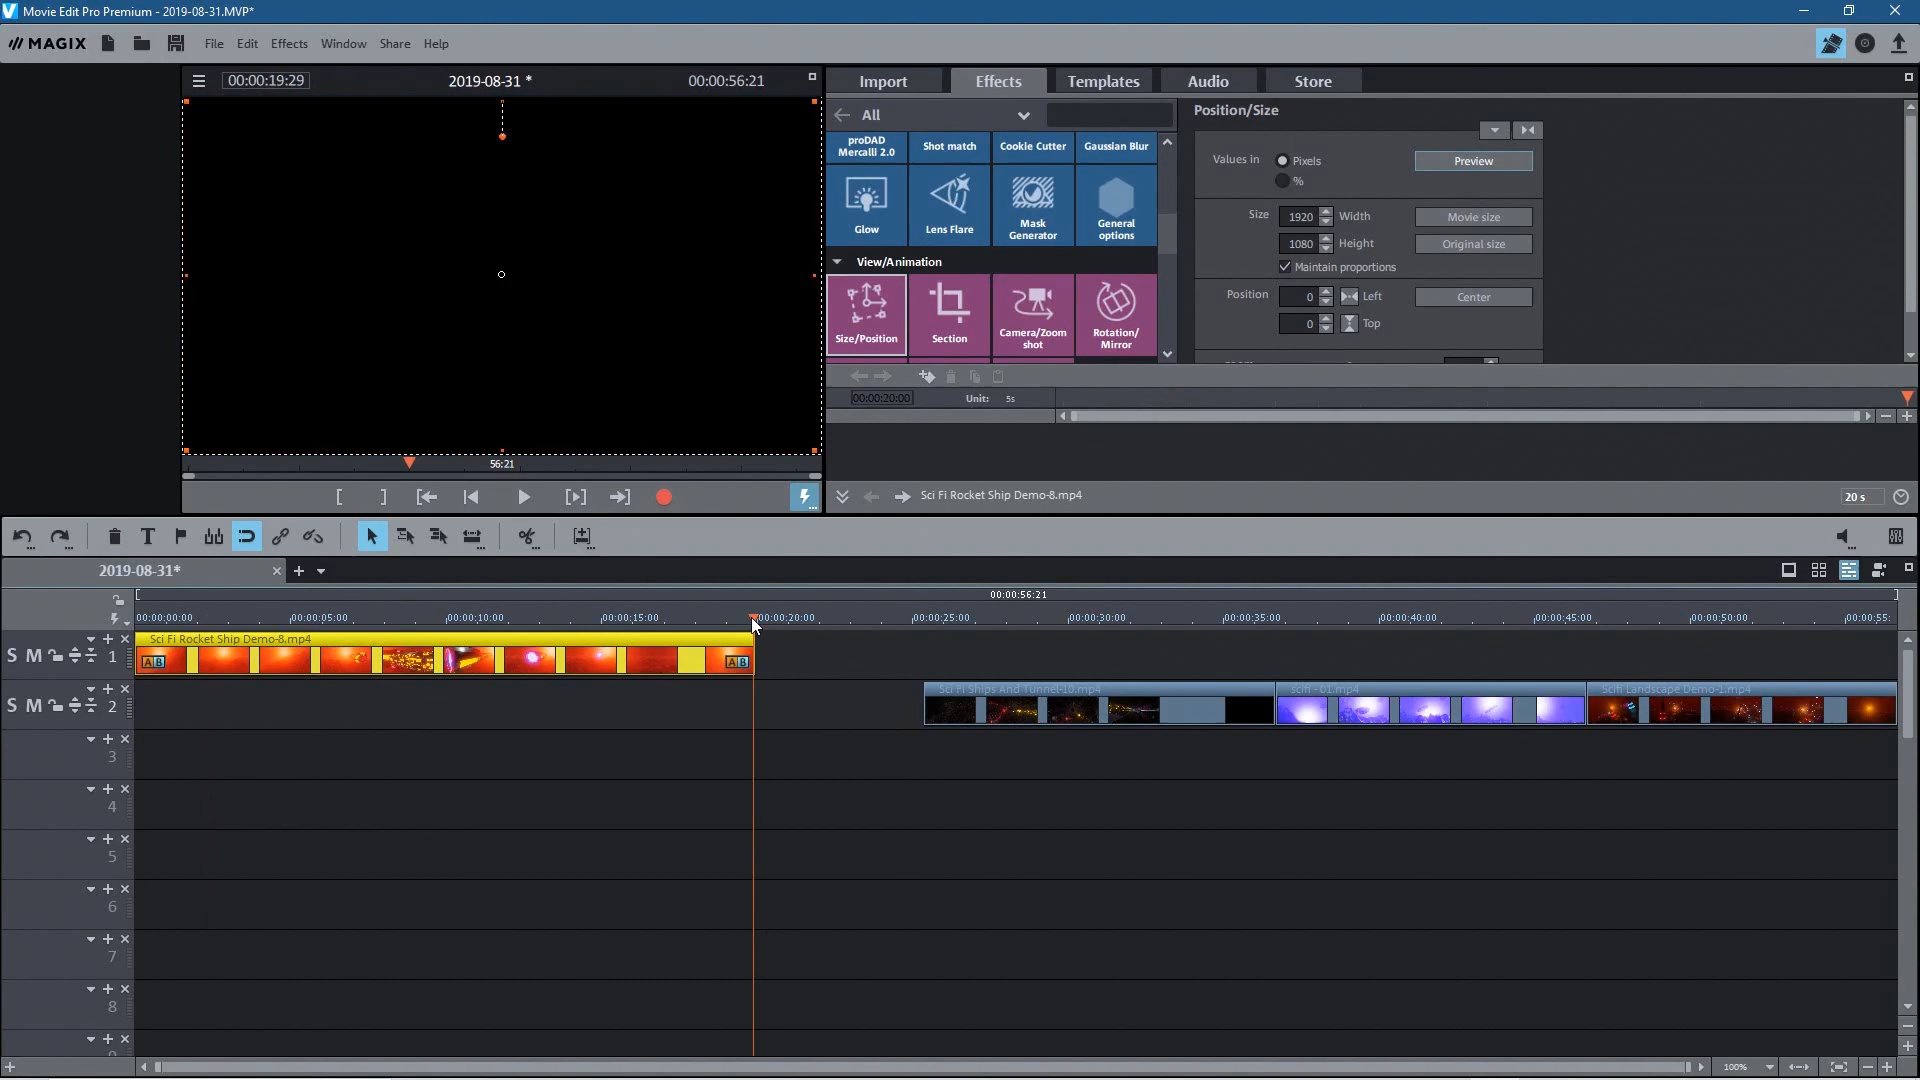 Movie Edit Pro Premium - 2019-08-31.MVP*
MAGIX File Edit Effects Window Share Help
00:00:19:29 2019-08-31 * 00:00:56:21
Import Effects Templates Audio Store
All
Position/Size
proDAD Mercalli 2.0
Shot match
Cookie Cutter
Gaussian Blur
Glow
Lens Flare
Mask Generator
General options
View/Animation
Size/Position
Section
Camera/Zoom shot
Rotation/ Mirror
Values in Pixels Preview
%
Size 1920 Width Movie size
1080 Height Original size
Maintain proportions
Position 0 Left Center
0 Top
00:00:20:00 Unit: 5s
56:21
Sci Fi Rocket Ship Demo-8.mp4 20 s
2019-08-31*
00:00:56:21
00:00:00:00 00:00:05:00 00:00:10:00 00:00:15:00 00:00:20:00 00:00:25:00 00:00:30:00 00:00:35:00 00:00:40:00 00:00:45:00 00:00:50:00 00:00:55:
Sci Fi Rocket Ship Demo-8.mp4
S M 1 A B A B
Sci Fi Ships And Tunnel-10.mp4 scifi - 01.mp4 Scifi Landscape Demo-1.mp4
S M 2
3
4
5
6
7
8
100%